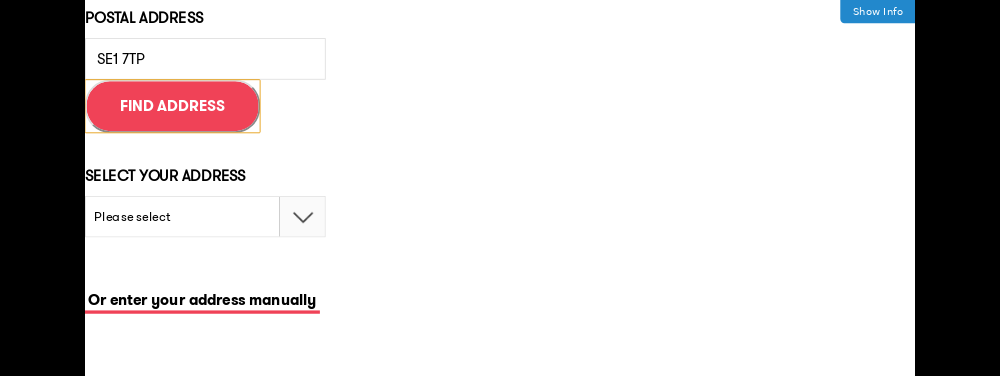 POSTAL ADDRESS
Show Info
SE1 7TP
FIND ADDRESS
SELECT YOUR ADDRESS
Please select
Or enter your address manually